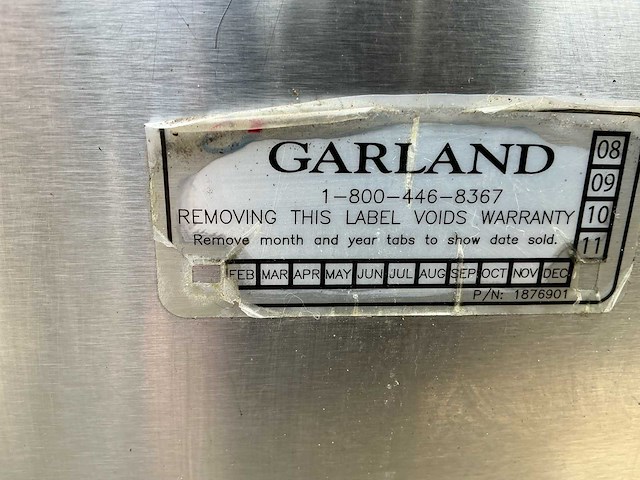 GARLAND
1-800-446-8367
REMOVING THIS LABEL VOIDS WARRANTY
Remove month and year tabs to show date sold.
08
09
10
11
FEB MAR APR MAY JUN JUL AUG SEP OCT NOV DEC
P/N: 1876901